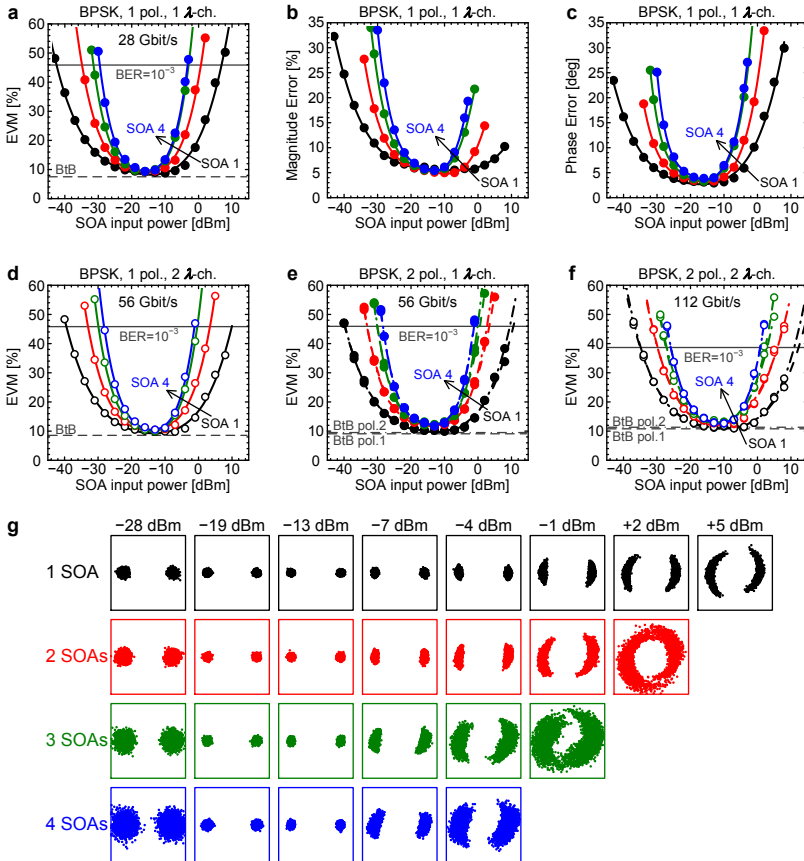 a BPSK, 1 pol., 1 λ-ch.
b BPSK, 1 pol., 1 λ-ch.
c BPSK, 1 pol., 1 λ-ch.
60
50
40
30
20
10
0
EVM [%]
28 Gbit/s
BER=10⁻³
SOA 4
SOA 1
BtB
−40 −30 −20 −10 0 10
SOA input power [dBm]
35
30
25
20
15
10
5
0
Magnitude Error [%]
SOA 4
SOA 1
−40 −30 −20 −10 0 10
SOA input power [dBm]
35
30
25
20
15
10
5
0
Phase Error [deg]
SOA 4
SOA 1
−40 −30 −20 −10 0 10
SOA input power [dBm]
d BPSK, 1 pol., 2 λ-ch.
e BPSK, 2 pol., 1 λ-ch.
f BPSK, 2 pol., 2 λ-ch.
60
50
40
30
20
10
0
EVM [%]
56 Gbit/s
BER=10⁻³
SOA 4
SOA 1
BtB
−40 −30 −20 −10 0 10
SOA input power [dBm]
60
50
40
30
20
10
0
EVM [%]
56 Gbit/s
BER=10⁻³
SOA 4
SOA 1
BtB pol.2
BtB pol.1
−40 −30 −20 −10 0 10
SOA input power [dBm]
60
50
40
30
20
10
0
EVM [%]
112 Gbit/s
BER=10⁻³
SOA 4
SOA 1
BtB pol.2
BtB pol.1
−40 −30 −20 −10 0 10
SOA input power [dBm]
g −28 dBm −19 dBm −13 dBm −7 dBm −4 dBm −1 dBm +2 dBm +5 dBm
1 SOA
2 SOAs
3 SOAs
4 SOAs